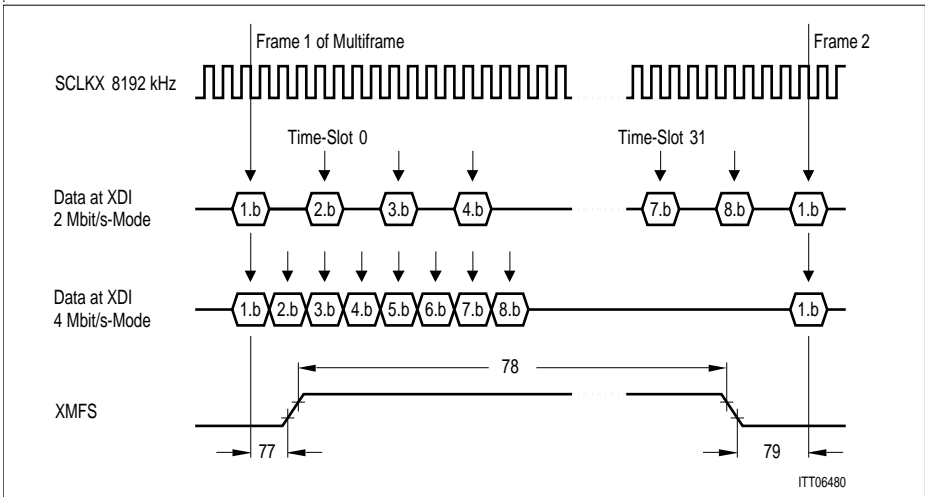 Frame 1 of Multiframe Frame 2
SCLKX 8192 kHz
Time-Slot 0 Time-Slot 31
Data at XDI
2 Mbit/s-Mode
1.b 2.b 3.b 4.b 7.b 8.b 1.b
Data at XDI
4 Mbit/s-Mode
1.b 2.b 3.b 4.b 5.b 6.b 7.b 8.b 1.b
78
XMFS
77 79
ITT06480